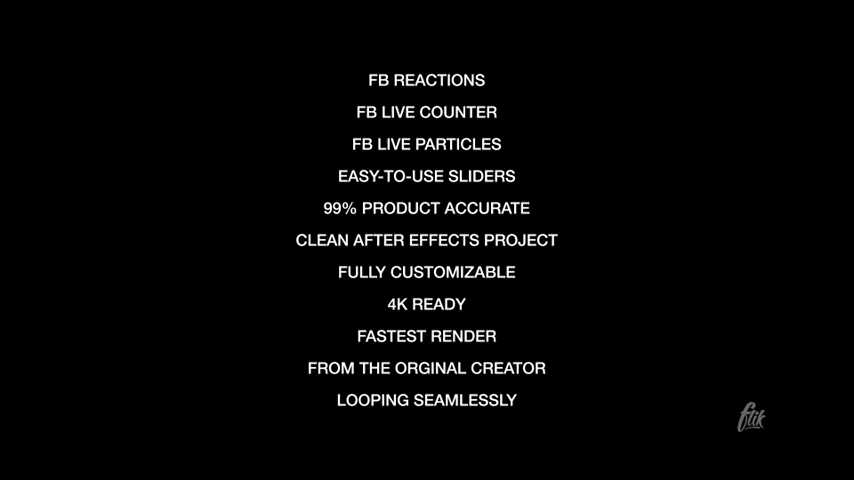 FB REACTIONS
FB LIVE COUNTER
FB LIVE PARTICLES
EASY-TO-USE SLIDERS
99% PRODUCT ACCURATE
CLEAN AFTER EFFECTS PROJECT
FULLY CUSTOMIZABLE
4K READY
FASTEST RENDER
FROM THE ORGINAL CREATOR
LOOPING SEAMLESSLY
flik